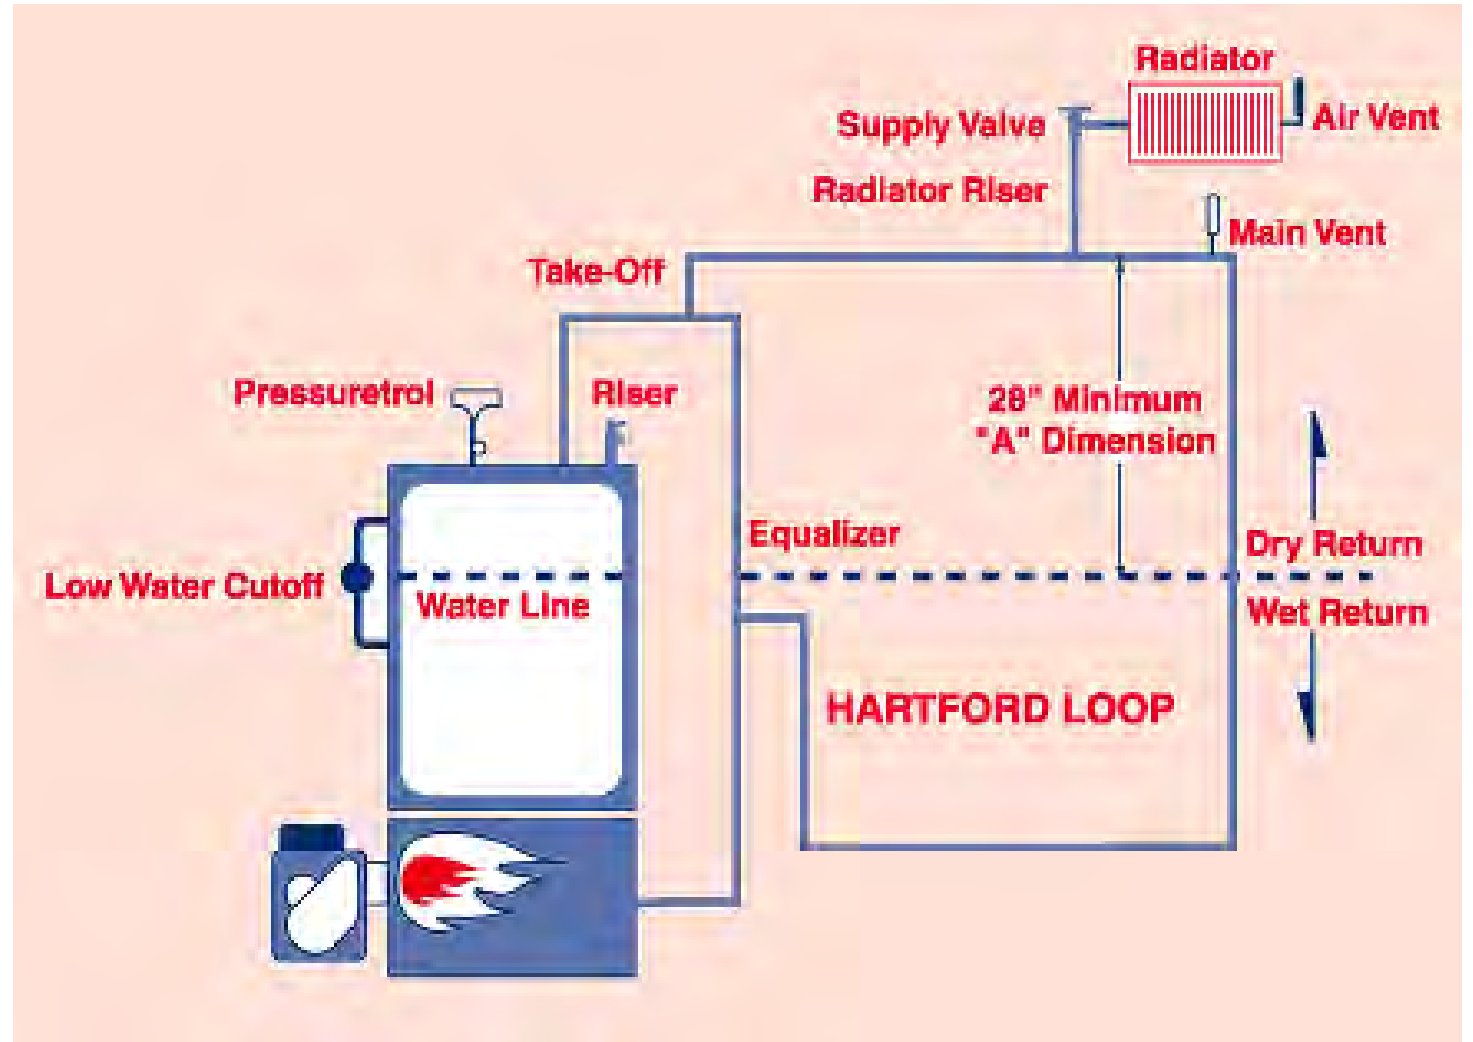 Radiator
Supply Valve
Air Vent
Radiator Riser
Main Vent
Take-Off
Pressuretrol
Riser
28" Minimum
"A" Dimension
Equalizer
Dry Return
Low Water Cutoff
Water Line
Wet Return
HARTFORD LOOP